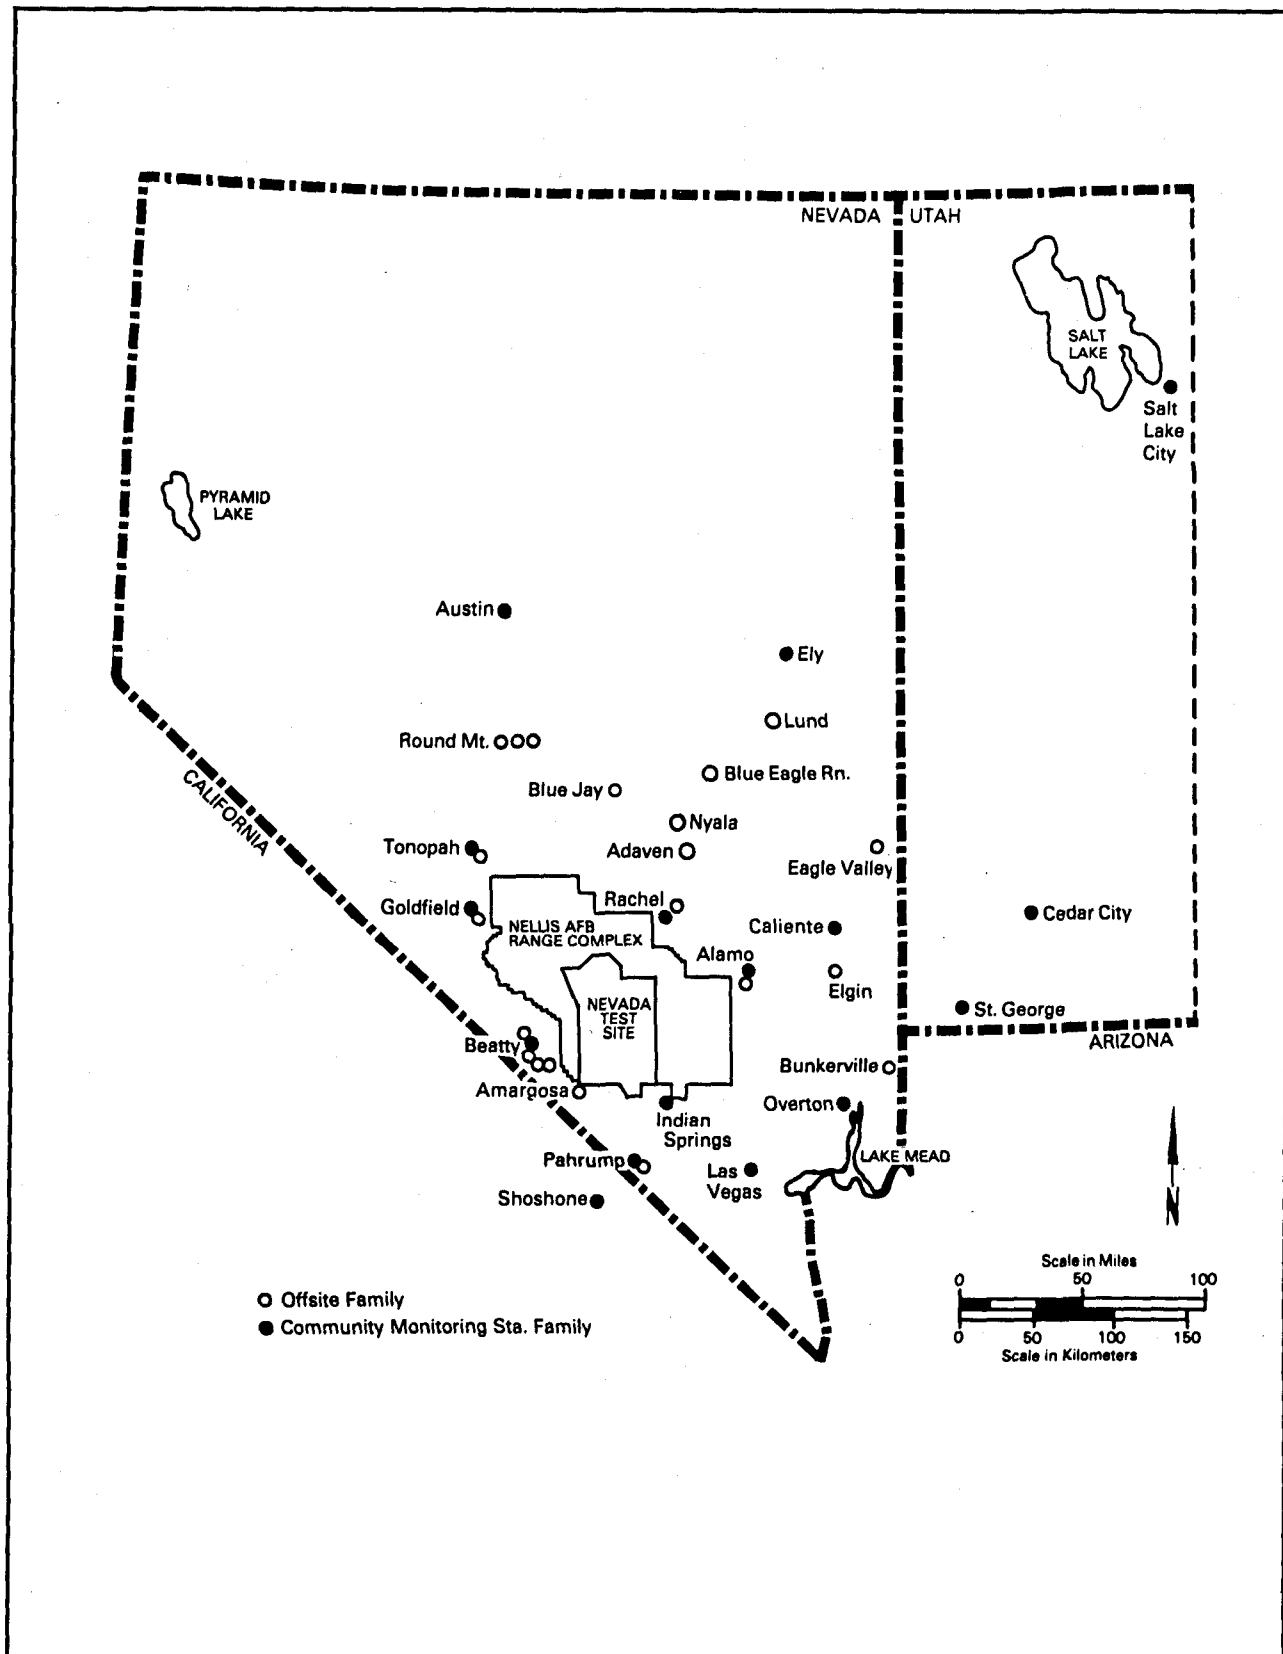 NEVADA
UTAH
SALT
LAKE
Salt
Lake
City
PYRAMID
LAKE
Austin
Ely
Lund
Round Mt.
Blue Eagle Rn.
Blue Jay
CALIFORNIA
Nyala
Tonopah
Adaven
Eagle Valley
Goldfield
Rachel
NELLIS AFB
RANGE COMPLEX
Caliente
Cedar City
Alamo
Elgin
NEVADA
TEST
SITE
St. George
Beatty
ARIZONA
Bunkerville
Amargosa
Overton
Indian
Springs
LAKE MEAD
Pahrump
Las
Vegas
Shoshone
N
Scale in Miles
0 50 100
0 50 100 150
Scale in Kilometers
Offsite Family
Community Monitoring Sta. Family